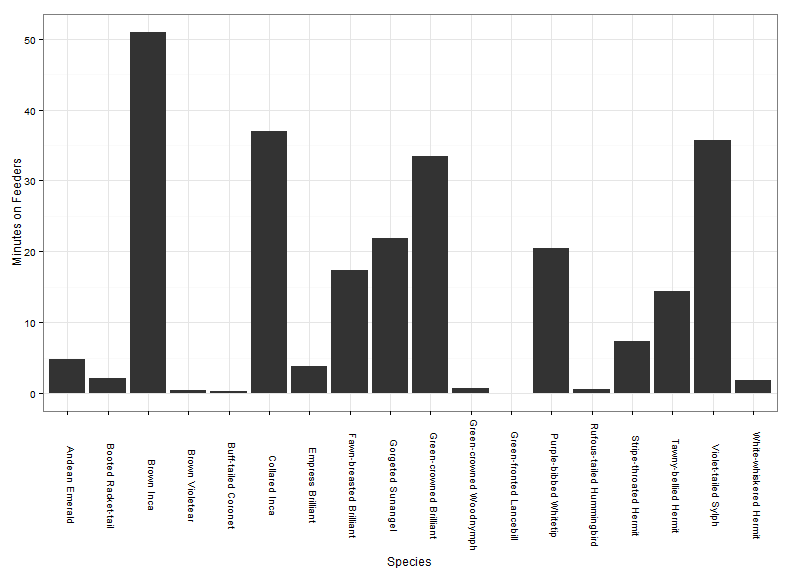 50
40
30
20
10
0
Minutes on Feeders
Andean Emerald
Booted Racket-tail
Brown Inca
Brown Violetear
Buff-tailed Coronet
Collared Inca
Empress Brilliant
Fawn-breasted Brilliant
Gorgeted Sunangel
Green-crowned Brilliant
Green-crowned Woodnymph
Green-fronted Lancebill
Purple-bibbed Whitetip
Rufous-tailed Hummingbird
Stripe-throated Hermit
Tawny-bellied Hermit
Violet-tailed Sylph
White-whiskered Hermit
Species